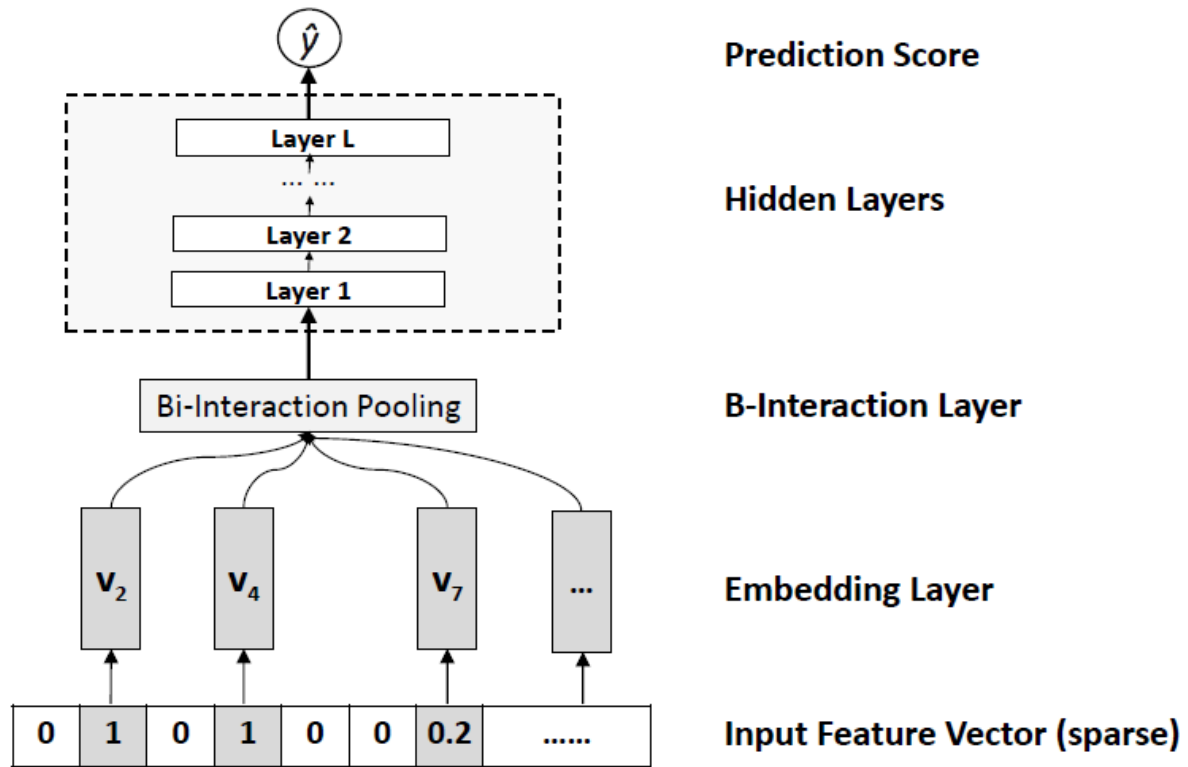 ŷ Prediction Score
Layer L
... ...
Hidden Layers
Layer 2
Layer 1
Bi-Interaction Pooling B-Interaction Layer
v₂ v₄ v₇ ... Embedding Layer
0 1 0 1 0 0 0.2 ...... Input Feature Vector (sparse)